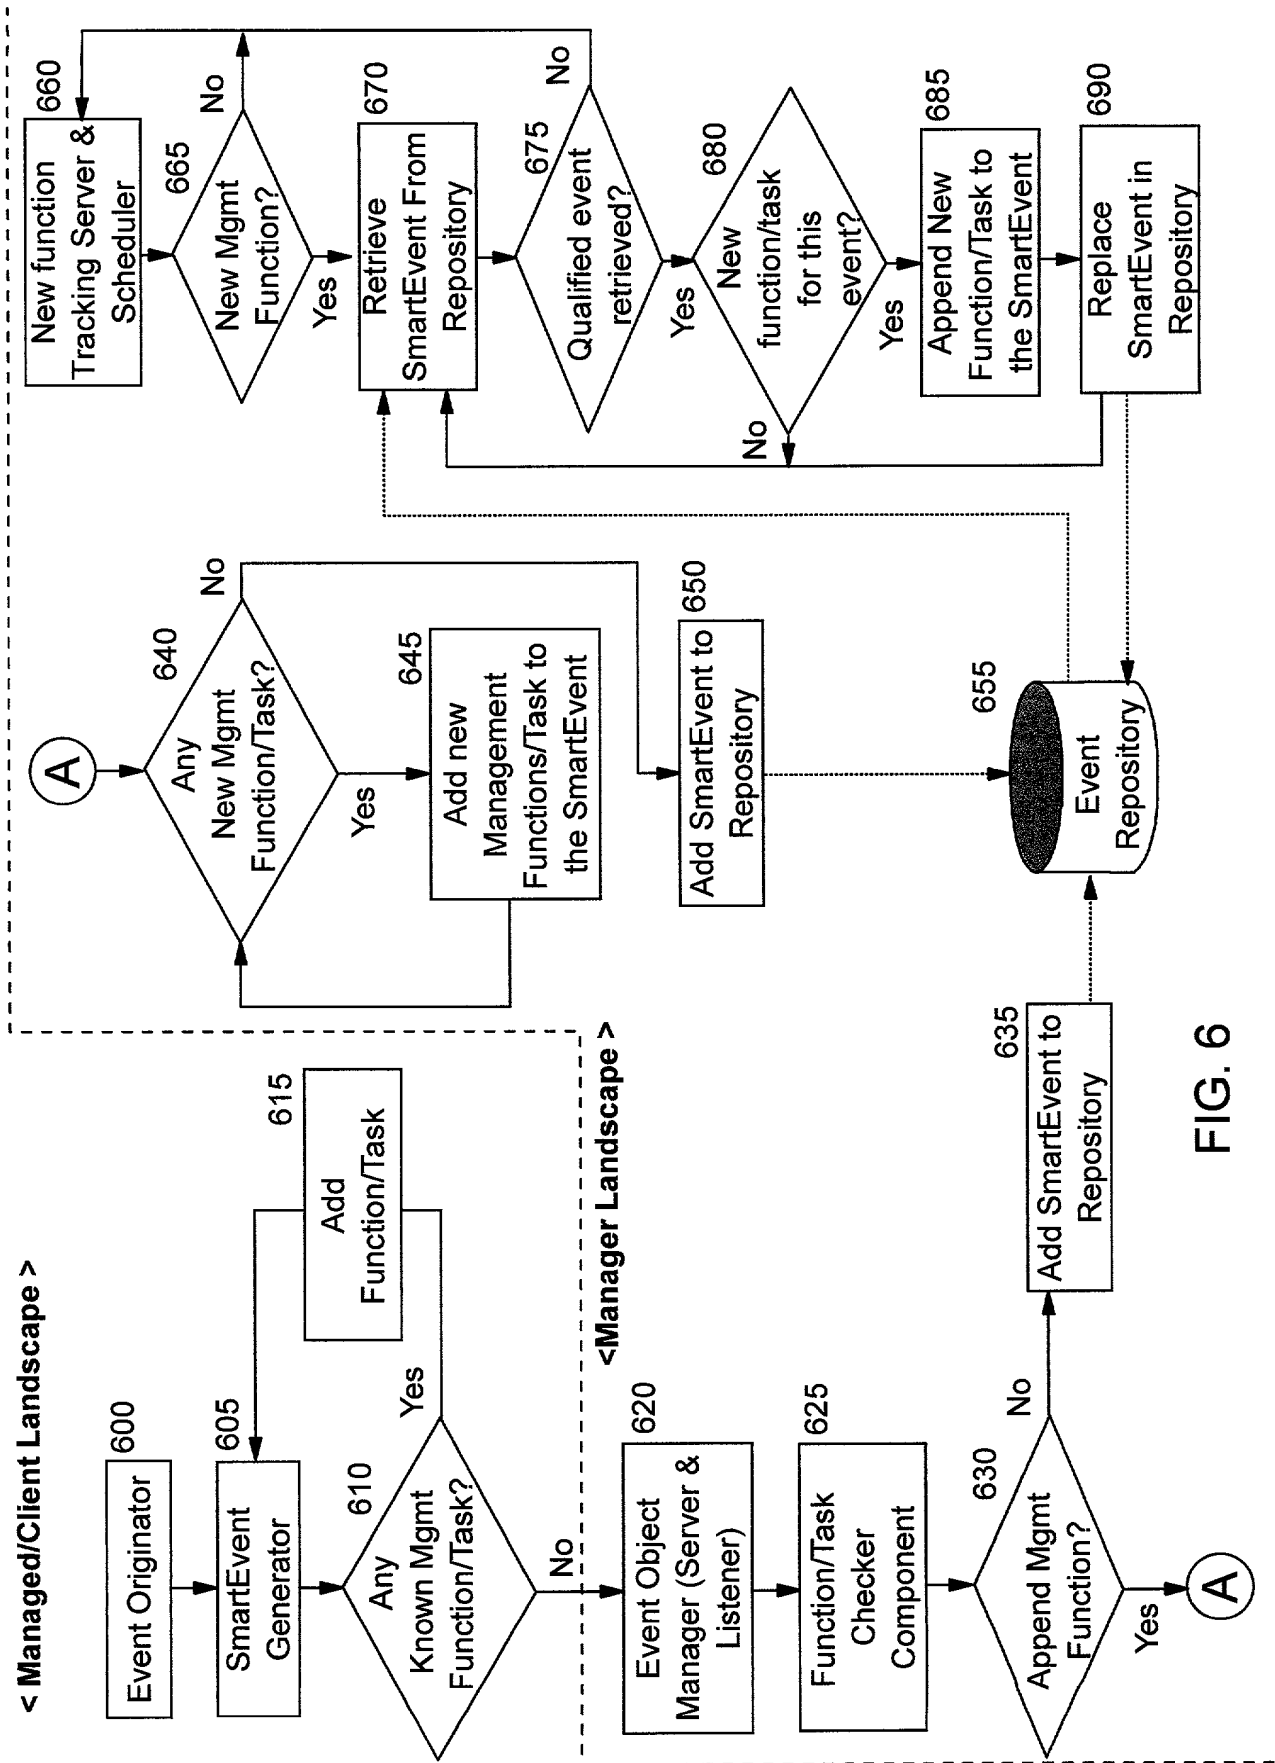 < Managed/Client Landscape >
600
Event Originator
605
SmartEvent
Generator
610
Any
Known Mgmt
Function/Task?
Yes
615
Add
Function/Task
No
<Manager Landscape >
620
Event Object
Manager (Server &
Listener)
625
Function/Task
Checker
Component
630
Append Mgmt
Function?
No
Yes
A
635
Add SmartEvent to
Repository
A
640
Any
New Mgmt
Function/Task?
No
Yes
645
Add new
Management
Functions/Task to
the SmartEvent
650
Add SmartEvent to
Repository
655
Event
Repository
660
New function
Tracking Server &
Scheduler
665
New Mgmt
Function?
No
Yes
670
Retrieve
SmartEvent From
Repository
675
Qualified event
retrieved?
No
Yes
680
New
function/task
for this
event?
No
Yes
685
Append New
Function/Task to
the SmartEvent
690
Replace
SmartEvent in
Repository
FIG. 6